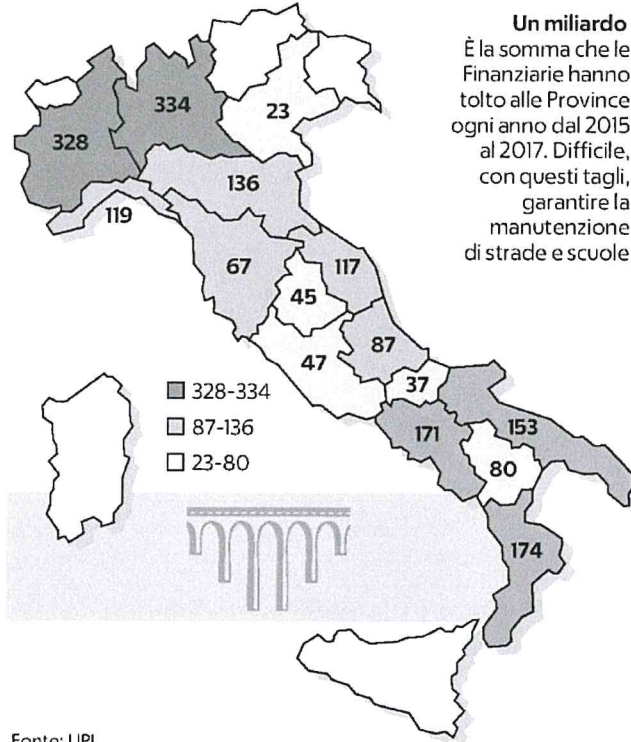 Un miliardo
È la somma che le
Finanziarie hanno
tolto alle Province
ogni anno dal 2015
al 2017. Difficile,
con questi tagli,
garantire la
manutenzione
di strade e scuole
334
328
23
136
119
67
117
45
87
47
37
171
153
80
174
328-334
87-136
23-80
Fonte: UPI